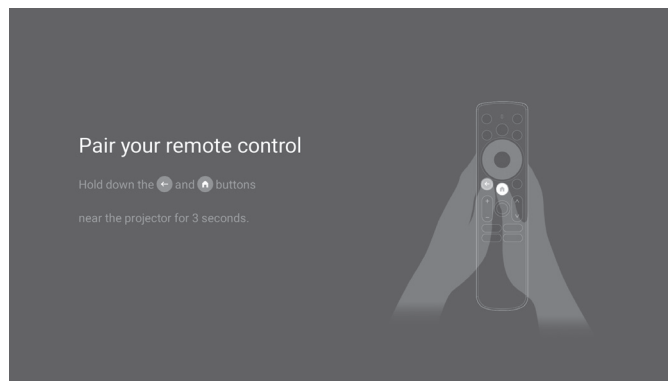 Pair your remote control
Hold down the and buttons
near the projector for 3 seconds.